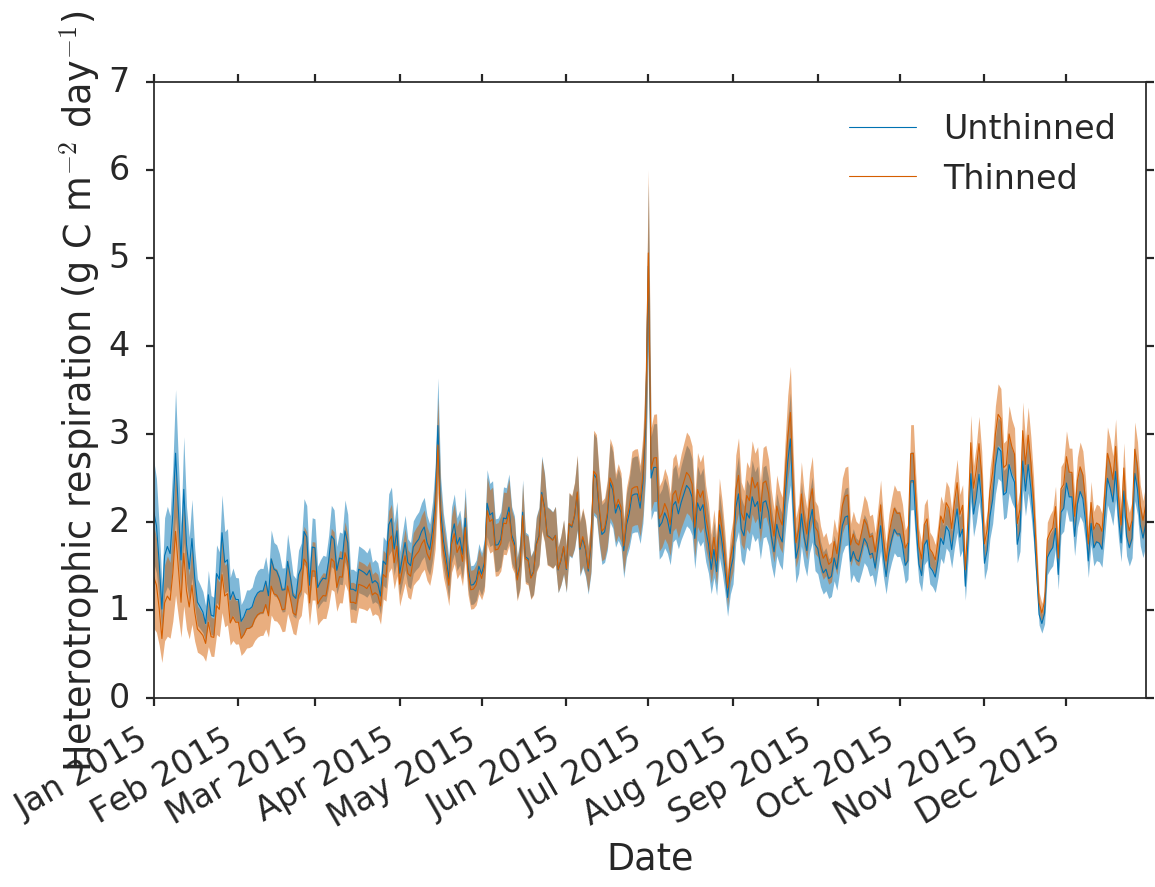 Heterotrophic respiration (g C m⁻² day⁻¹)
7
6
5
4
3
2
1
0
Unthinned
Thinned
Jan 2015
Feb 2015
Mar 2015
Apr 2015
May 2015
Jun 2015
Jul 2015
Aug 2015
Sep 2015
Oct 2015
Nov 2015
Dec 2015
Date